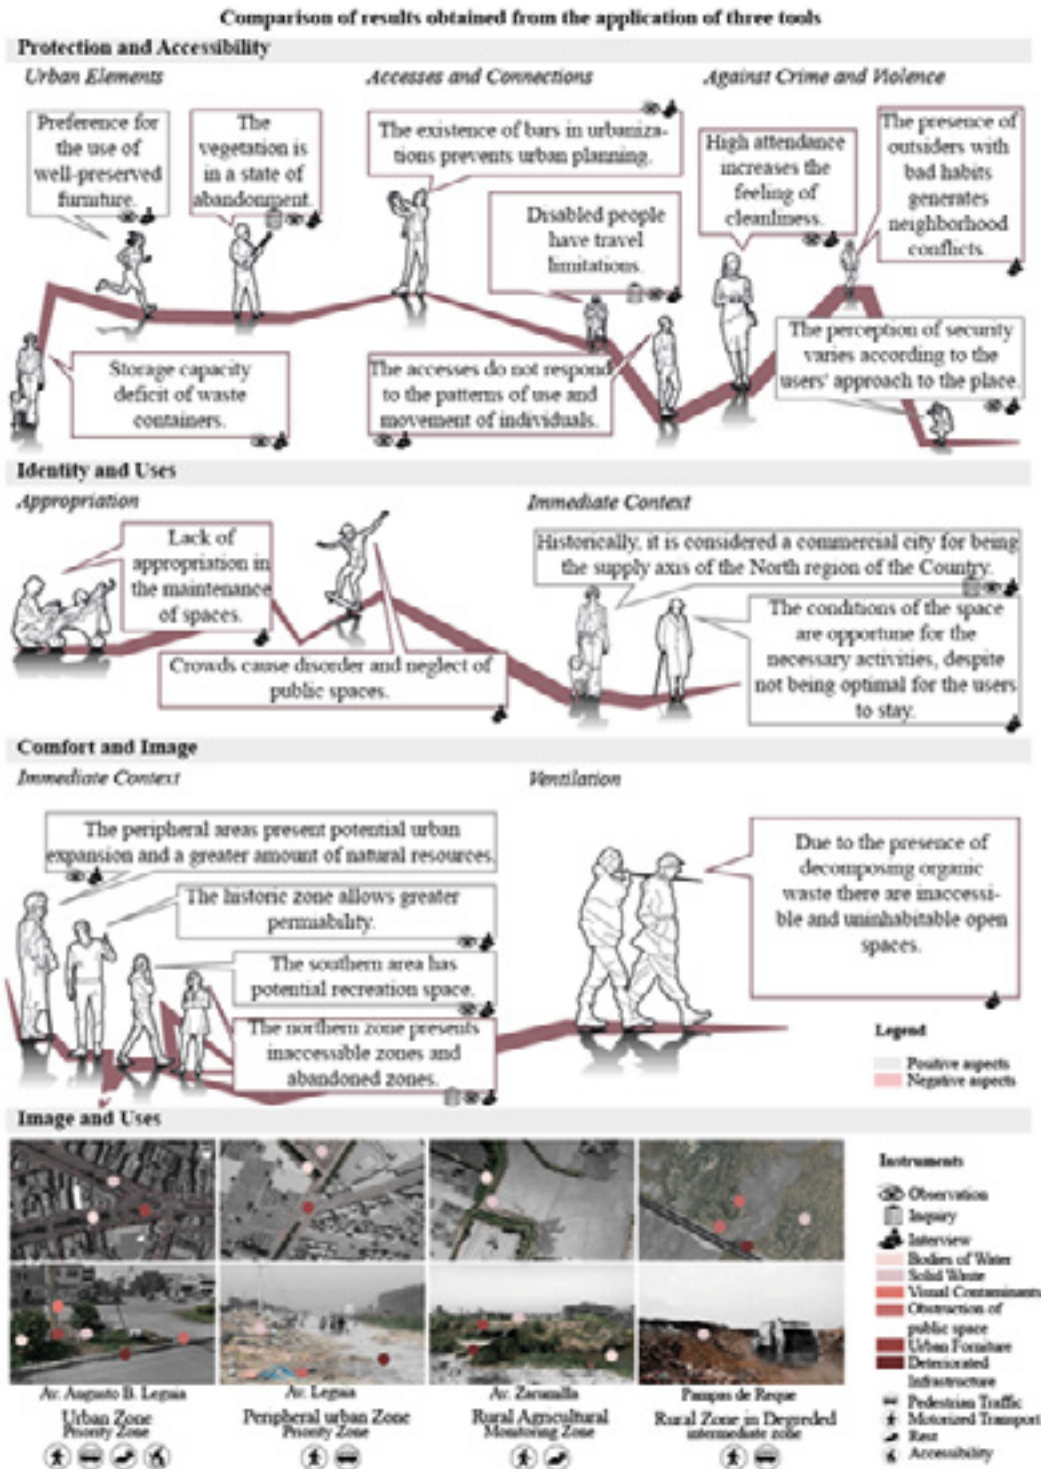 Comparison of results obtained from the application of three tools
Protection and Accessibility
Urban Elements
Accesses and Connections
Against Crime and Violence
Preference for
the use of
well-preserved
furniture.
The
vegetation is
in a state of
abandonment.
The existence of bars in urbaniza-
tions prevents urban planning.
Disabled people
have travel
limitations.
High attendance
increases the
feeling of
cleanliness.
The presence of
outsiders with
bad habits
generates
neighborhood
conflicts.
Storage capacity
deficit of waste
containers.
The accesses do not respond
to the patterns of use and
movement of individuals.
The perception of security
varies according to the
users' approach to the place.
Identity and Uses
Appropriation
Immediate Context
Lack of
appropriation in
the maintenance
of spaces.
Crowds cause disorder and neglect of
public spaces.
Historically, it is considered a commercial city for being
the supply axis of the North region of the Country.
The conditions of the space
are opportune for the
necessary activities, despite
not being optimal for the users
to stay.
Comfort and Image
Immediate Context
Ventilation
The peripheral areas present potential urban
expansion and a greater amount of natural resources.
The historic zone allows greater
permability.
The southern area has
potential recreation space.
The northern zone presents
inaccessible zones and
abandoned zones.
Due to the presence of
decomposing organic
waste there are inaccessi-
ble and uninhabitable open
spaces.
Legend
Positive aspects
Negative aspects
Image and Uses
Av. Augusto B. Leguia
Urban Zone
Priority Zone
Av. Leguia
Peripheral urban Zone
Priority Zone
Av. Zarumilla
Rural Agricultural
Monitoring Zone
Pampas de Reque
Rural Zone in Degreded
intermediate zone
Instruments
Observation
Inquiry
Interview
Bodies of Water
Solid Waste
Visual Contaminants
Obstruction of
public space
Urban Forniture
Deteriorated
Infrastructure
Pedestrian Traffic
Motorized Transport
Rest
Accessibility